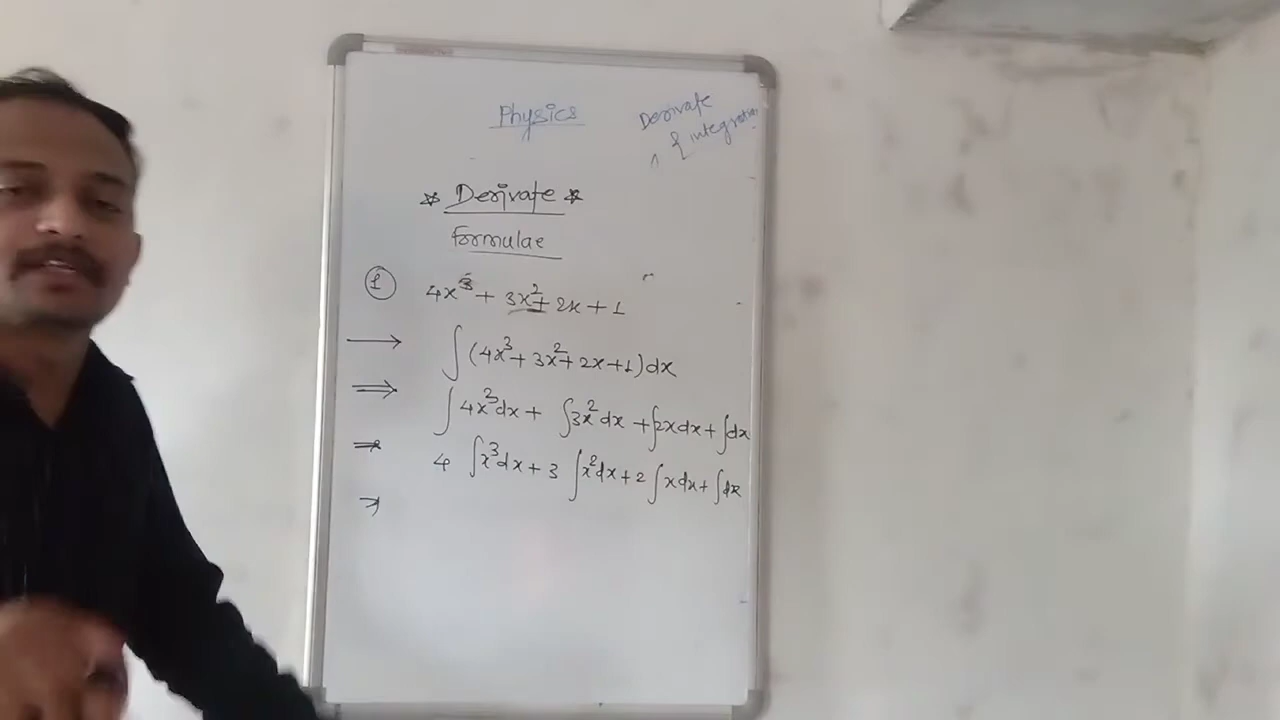 Physics
Derivate
& integration
* Derivate *
Formulae
① 4x³ + 3x² + 2x + 1
→ ∫(4x³ + 3x² + 2x + 1)dx
⇒ ∫4x³dx + ∫3x²dx + ∫2xdx + ∫dx
⇒ 4∫x³dx + 3∫x²dx + 2∫xdx + ∫dx
⇒